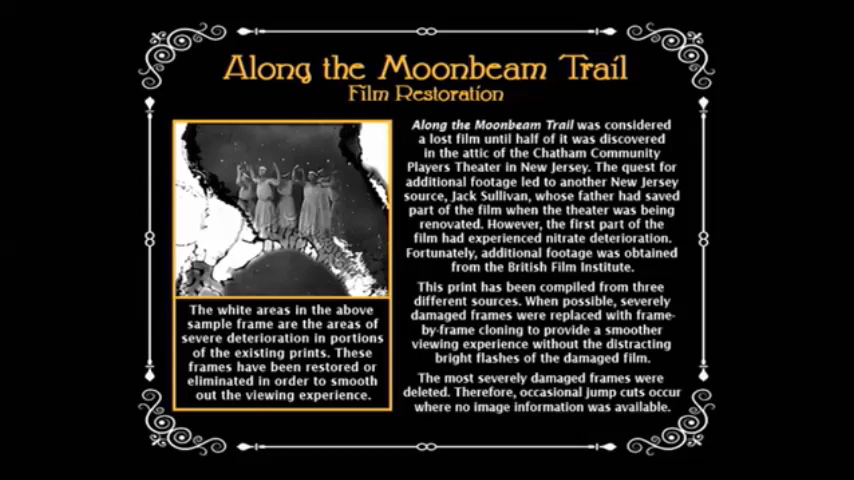 Along the Moonbeam Trail
Film Restoration
Along the Moonbeam Trail was considered
a lost film until half of it was discovered
in the attic of the Chatham Community
Players Theater in New Jersey. The quest for
additional footage led to another New Jersey
source, Jack Sullivan, whose father had saved
part of the film when the theater was being
renovated. However, the first part of the
film had experienced nitrate deterioration.
Fortunately, additional footage was obtained
from the British Film Institute.
This print has been compiled from three
different sources. When possible, severely
damaged frames were replaced with frame-
by-frame cloning to provide a smoother
viewing experience without the distracting
bright flashes of the damaged film.
The most severely damaged frames were
deleted. Therefore, occasional jump cuts occur
where no image information was available.
The white areas in the above
sample frame are the areas of
severe deterioration in portions
of the existing prints. These
frames have been restored or
eliminated in order to smooth
out the viewing experience.